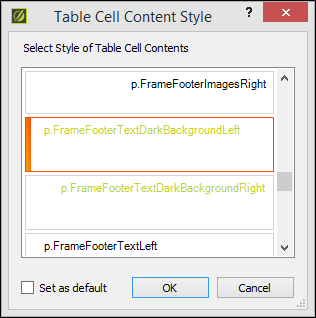 Table Cell Content Style
?
Select Style of Table Cell Contents
p.FrameFooterImagesRight
p.FrameFooterTextDarkBackgroundLeft
p.FrameFooterTextDarkBackgroundRight
p.FrameFooterTextLeft
Set as default
OK
Cancel